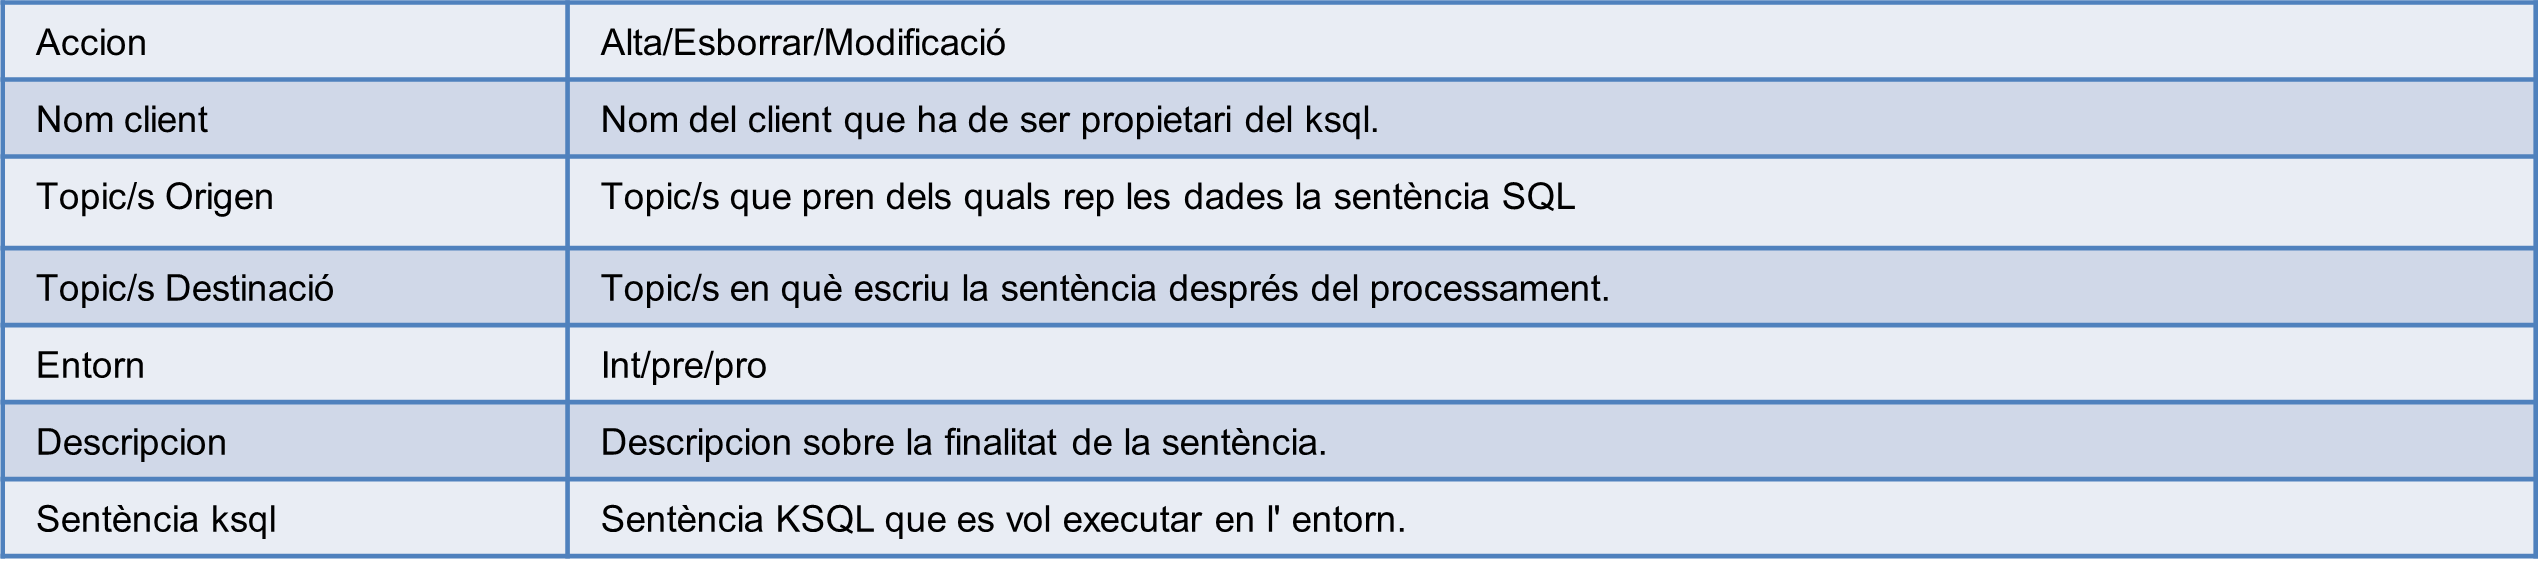 Accion Alta/Esborrar/Modificació
Nom client Nom del client que ha de ser propietari del ksql.
Topic/s Origen Topic/s que pren dels quals rep les dades la sentència SQL
Topic/s Destinació Topic/s en què escriu la sentència després del processament.
Entorn Int/pre/pro
Descripcion Descripcion sobre la finalitat de la sentència.
Sentència ksql Sentència KSQL que es vol executar en l' entorn.